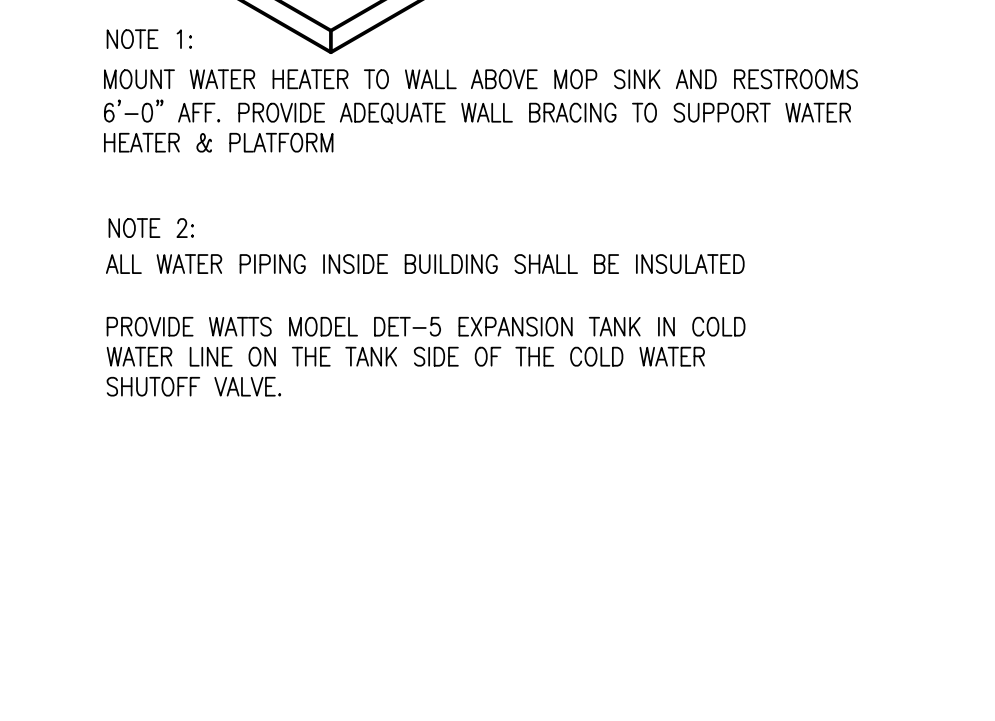 NOTE 1:
MOUNT WATER HEATER TO WALL ABOVE MOP SINK AND RESTROOMS
6'-0" AFF. PROVIDE ADEQUATE WALL BRACING TO SUPPORT WATER
HEATER & PLATFORM
NOTE 2:
ALL WATER PIPING INSIDE BUILDING SHALL BE INSULATED
PROVIDE WATTS MODEL DET-5 EXPANSION TANK IN COLD
WATER LINE ON THE TANK SIDE OF THE COLD WATER
SHUTOFF VALVE.